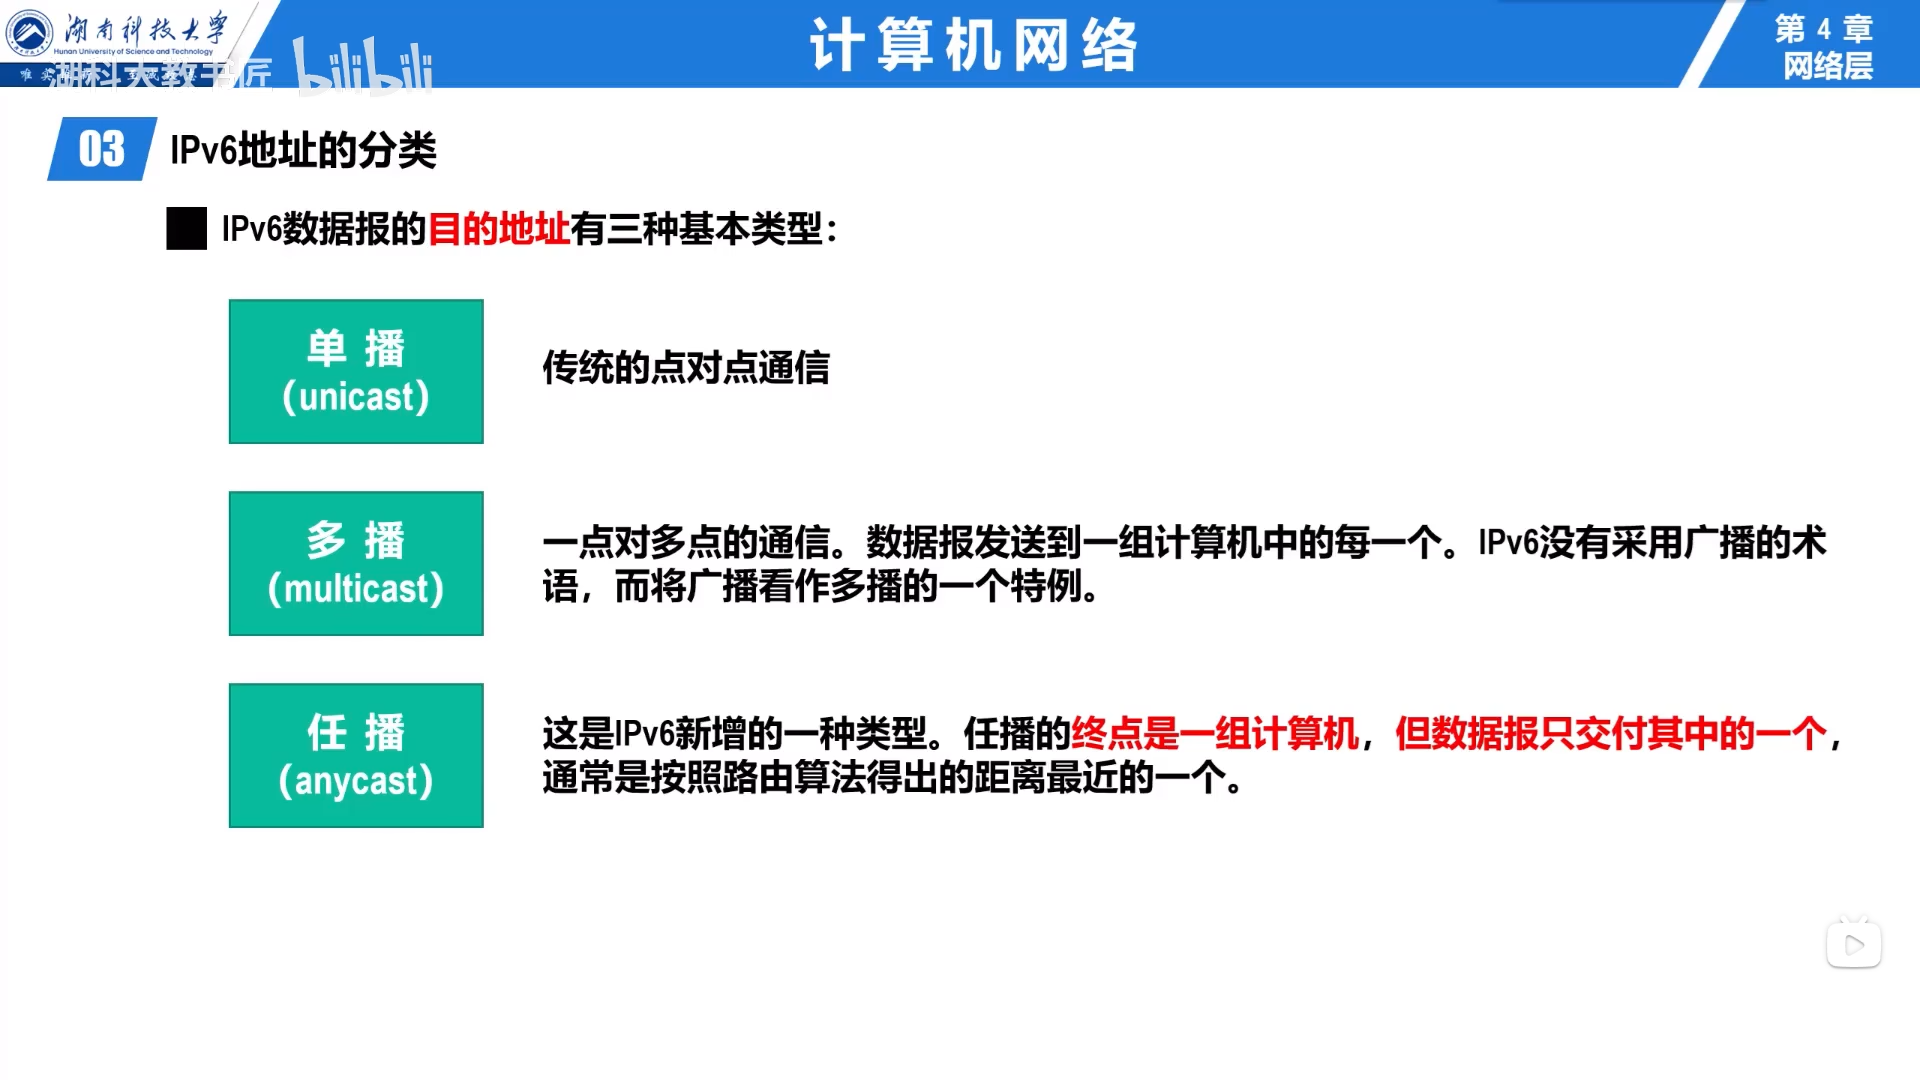 湖南科技大学
Hunan University of Science and Technology
湖科大教书匠 bilibili
计算机网络
第 4 章
网络层
03 IPv6地址的分类
IPv6数据报的目的地址有三种基本类型：
单 播
（unicast）
传统的点对点通信
多 播
（multicast）
一点对多点的通信。数据报发送到一组计算机中的每一个。IPv6没有采用广播的术
语，而将广播看作多播的一个特例。
任 播
（anycast）
这是IPv6新增的一种类型。任播的终点是一组计算机，但数据报只交付其中的一个，
通常是按照路由算法得出的距离最近的一个。